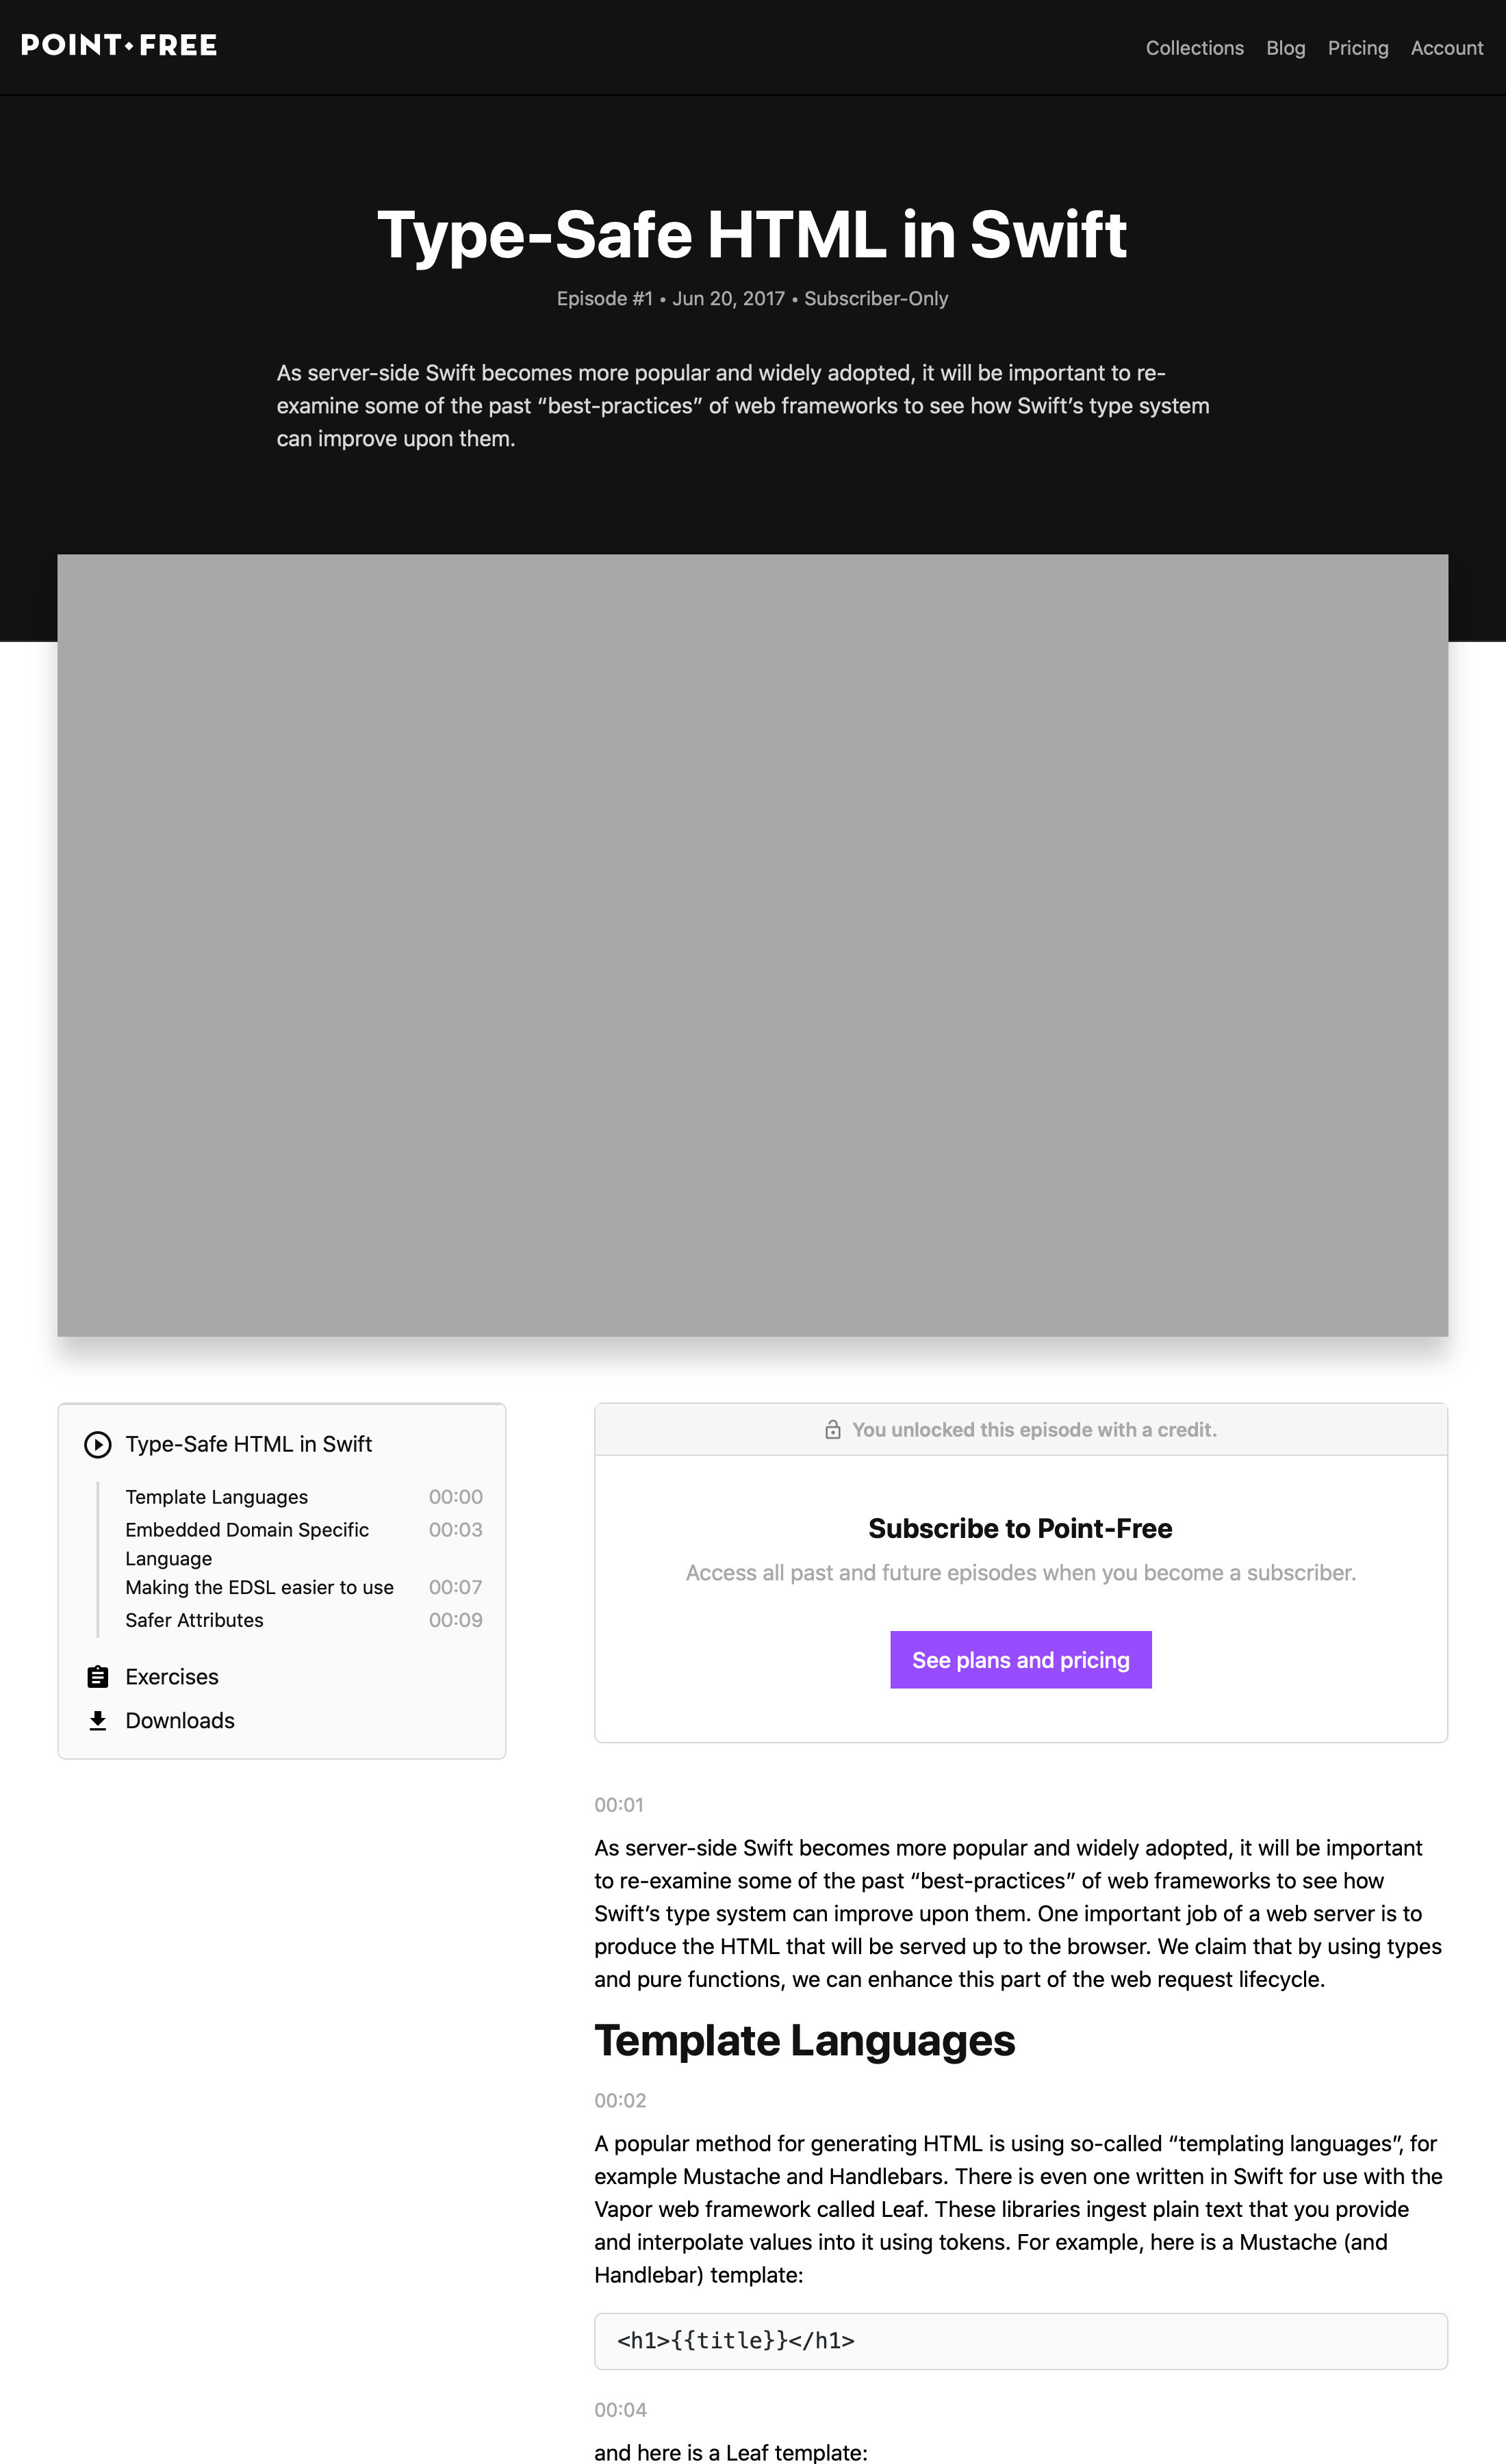 POINT•FREE
Collections Blog Pricing Account
Type-Safe HTML in Swift
Episode #1 • Jun 20, 2017 • Subscriber-Only
As server-side Swift becomes more popular and widely adopted, it will be important to re-
examine some of the past “best-practices” of web frameworks to see how Swift’s type system
can improve upon them.
Type-Safe HTML in Swift
Template Languages 00:00
Embedded Domain Specific 00:03
Language
Making the EDSL easier to use 00:07
Safer Attributes 00:09
Exercises
Downloads
You unlocked this episode with a credit.
Subscribe to Point-Free
Access all past and future episodes when you become a subscriber.
See plans and pricing
00:01
As server-side Swift becomes more popular and widely adopted, it will be important
to re-examine some of the past “best-practices” of web frameworks to see how
Swift’s type system can improve upon them. One important job of a web server is to
produce the HTML that will be served up to the browser. We claim that by using types
and pure functions, we can enhance this part of the web request lifecycle.
Template Languages
00:02
A popular method for generating HTML is using so-called “templating languages”, for
example Mustache and Handlebars. There is even one written in Swift for use with the
Vapor web framework called Leaf. These libraries ingest plain text that you provide
and interpolate values into it using tokens. For example, here is a Mustache (and
Handlebar) template:
<h1>{{title}}</h1>
00:04
and here is a Leaf template: